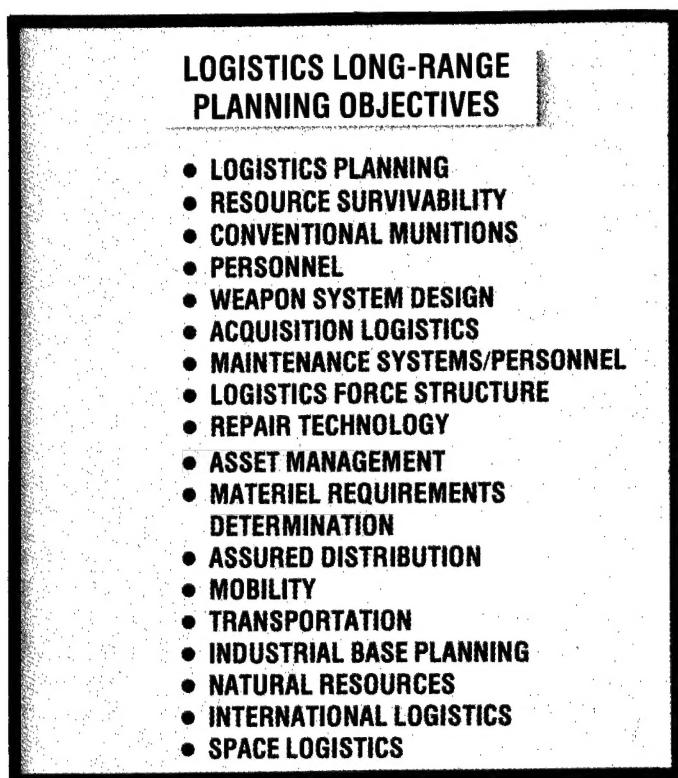 LOGISTICS LONG-RANGE
PLANNING OBJECTIVES
• LOGISTICS PLANNING
• RESOURCE SURVIVABILITY
• CONVENTIONAL MUNITIONS
• PERSONNEL
• WEAPON SYSTEM DESIGN
• ACQUISITION LOGISTICS
• MAINTENANCE SYSTEMS/PERSONNEL
• LOGISTICS FORCE STRUCTURE
• REPAIR TECHNOLOGY
• ASSET MANAGEMENT
• MATERIEL REQUIREMENTS
DETERMINATION
• ASSURED DISTRIBUTION
• MOBILITY
• TRANSPORTATION
• INDUSTRIAL BASE PLANNING
• NATURAL RESOURCES
• INTERNATIONAL LOGISTICS
• SPACE LOGISTICS